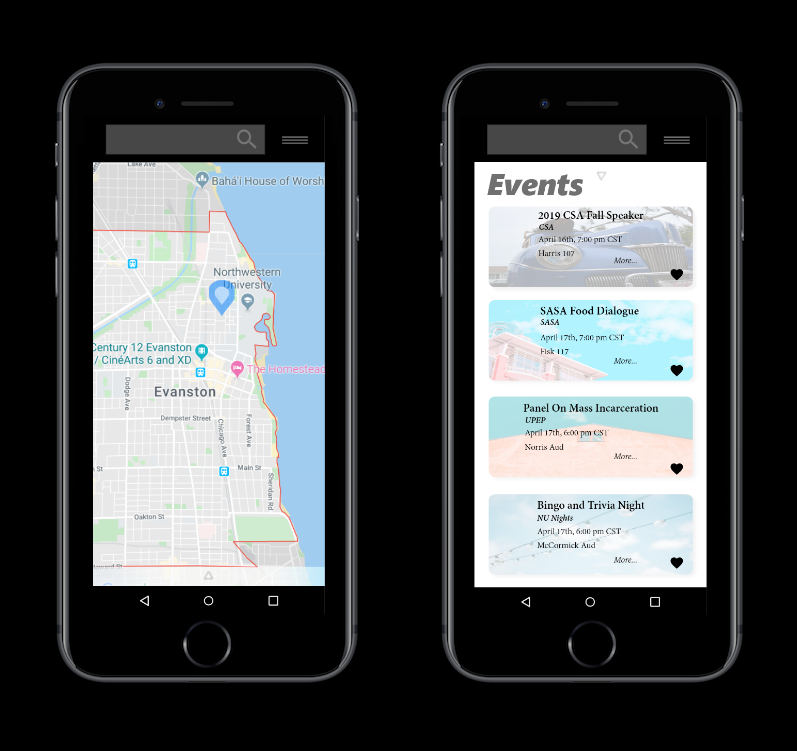 Lake Ave
Bahá'í House of Worsh
Northwestern
University
Century 12 Evanston
/ CinéArts 6 and XD
The Homestead
Evanston
Dodge Ave
Dempster Street
Chicago Ave
Forest Ave
Main St
Sheridan Rd
n St
Oakton St
Events
2019 CSA Fall Speaker
CSA
April 16th, 7:00 pm CST
Harris 107
More...
SASA Food Dialogue
SASA
April 17th, 7:00 pm CST
Fisk 117
More...
Panel On Mass Incarceration
UPEP
April 17th, 6:00 pm CST
Norris Aud
More...
Bingo and Trivia Night
NU Nights
April 17th, 6:00 pm CST
McCormick Aud
More...